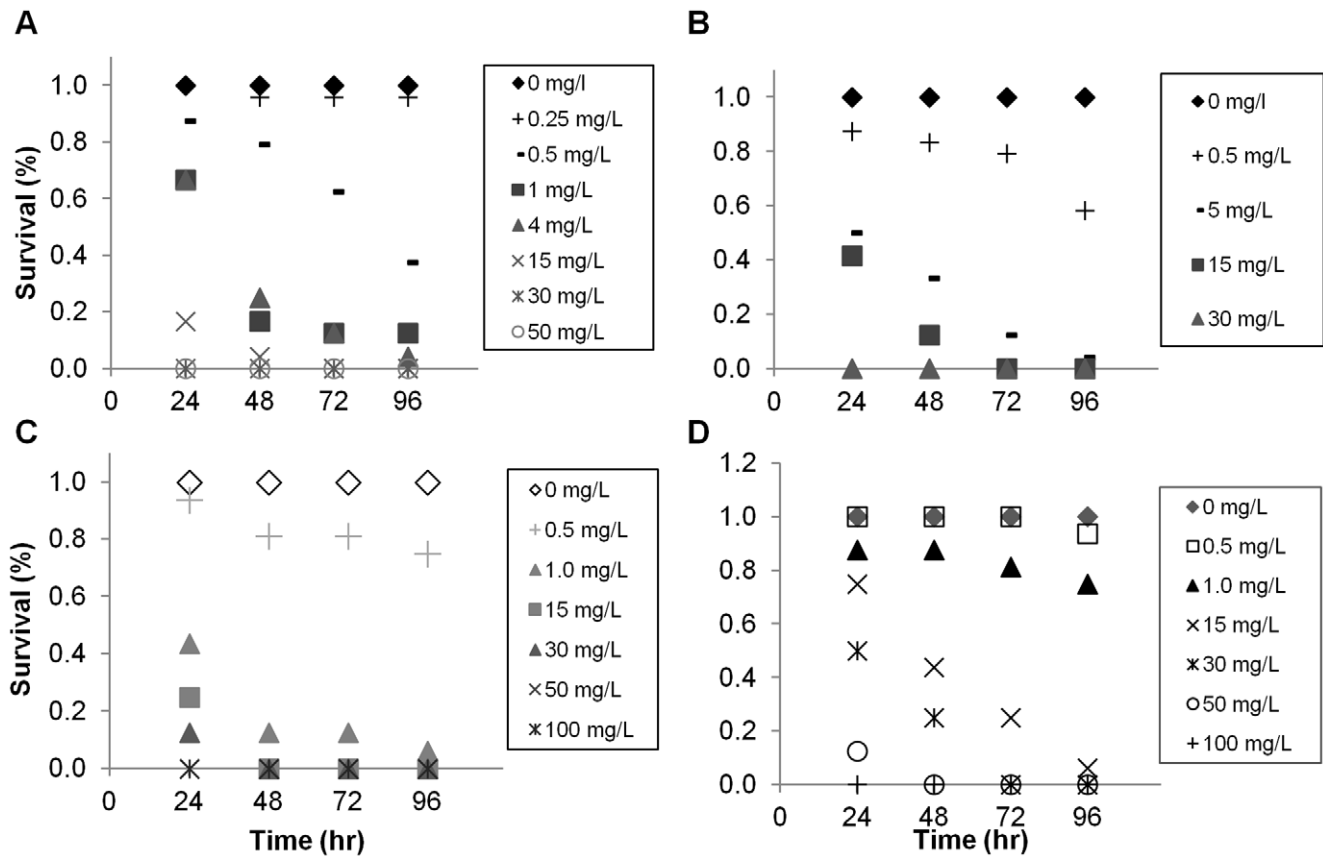 A
Survival (%)
1.0
0.8
0.6
0.4
0.2
0.0
0
24
48
72
96
0 mg/l
0.25 mg/L
0.5 mg/L
1 mg/L
4 mg/L
15 mg/L
30 mg/L
50 mg/L
B
1.0
0.8
0.6
0.4
0.2
0.0
0
24
48
72
96
0 mg/l
0.5 mg/L
5 mg/L
15 mg/L
30 mg/L
C
Survival (%)
1.0
0.8
0.6
0.4
0.2
0.0
0
24
48
72
96
Time (hr)
0 mg/L
0.5 mg/L
1.0 mg/L
15 mg/L
30 mg/L
50 mg/L
100 mg/L
D
1.2
1.0
0.8
0.6
0.4
0.2
0.0
0
24
48
72
96
Time (hr)
0 mg/L
0.5 mg/L
1.0 mg/L
15 mg/L
30 mg/L
50 mg/L
100 mg/L